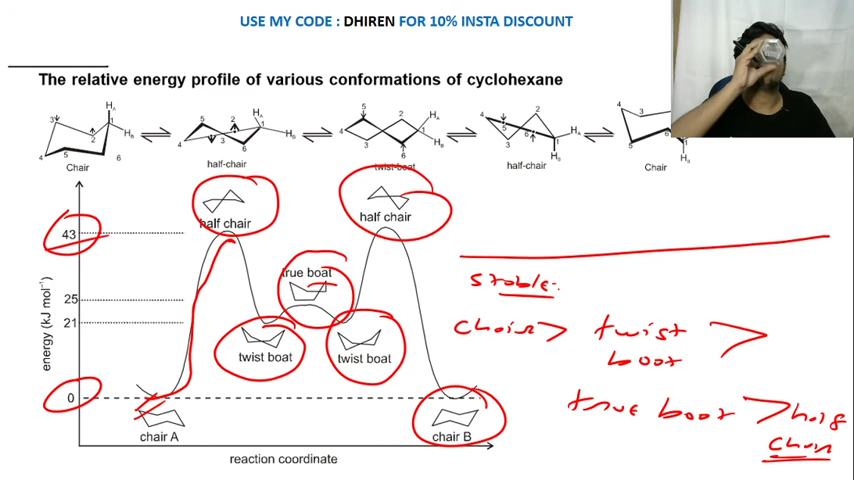 USE MY CODE : DHIREN FOR 10% INSTA DISCOUNT
The relative energy profile of various conformations of cyclohexane
Chair
half-chair
twist-boat
half-chair
Chair
half chair
half chair
43
true boat
25
21
twist boat
twist boat
0
chair A
chair B
energy (kJ mol⁻¹)
reaction coordinate
stable:
chair > twist >
boat
true boat > half
chair